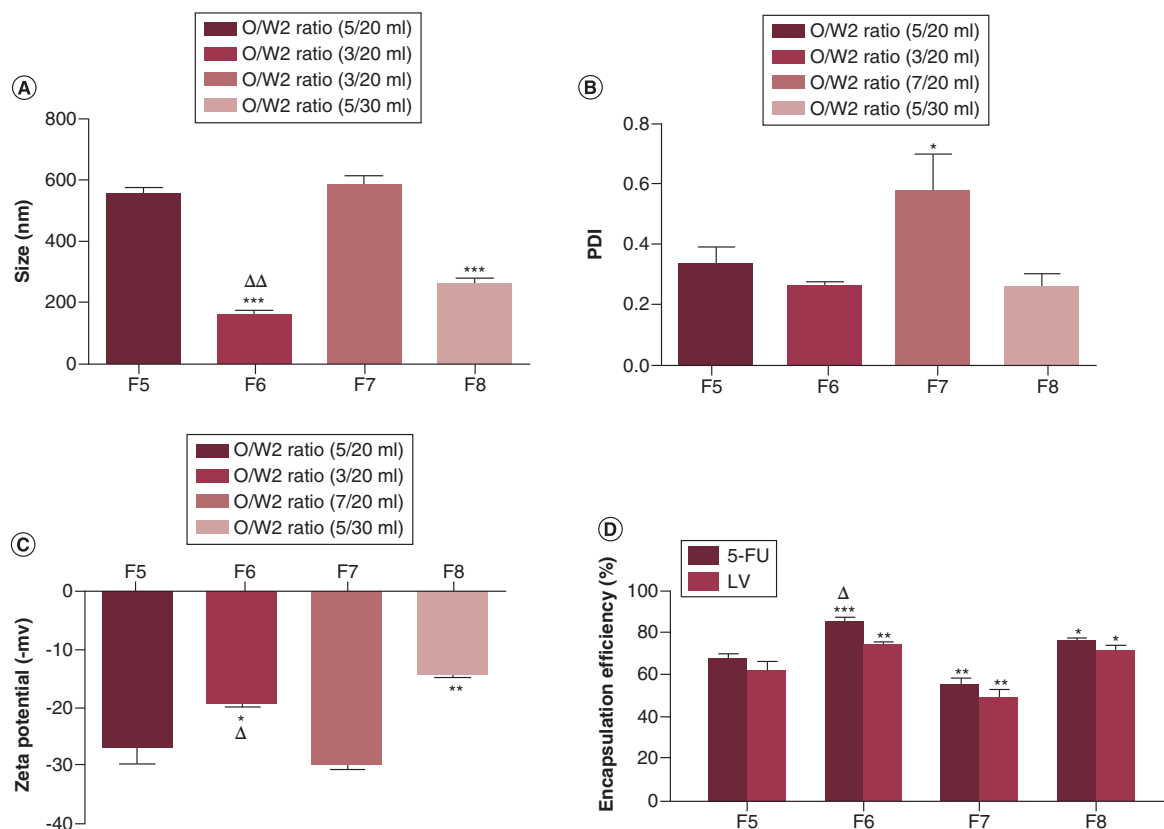 A
O/W2 ratio (5/20 ml)
O/W2 ratio (3/20 ml)
O/W2 ratio (3/20 ml)
O/W2 ratio (5/30 ml)
Size (nm)
800
600
400
200
0
F5 F6 F7 F8
ΔΔ
***
***
B
O/W2 ratio (5/20 ml)
O/W2 ratio (3/20 ml)
O/W2 ratio (7/20 ml)
O/W2 ratio (5/30 ml)
PDI
0.8
0.6
0.4
0.2
0.0
*
F5 F6 F7 F8
C
O/W2 ratio (5/20 ml)
O/W2 ratio (3/20 ml)
O/W2 ratio (7/20 ml)
O/W2 ratio (5/30 ml)
Zeta potential (-mv)
F5 F6 F7 F8
0
-10
-20
-30
-40
*
Δ
**
D
5-FU
LV
Encapsulation efficiency (%)
100
80
60
40
20
0
Δ
***
**
**
**
*
*
F5 F6 F7 F8